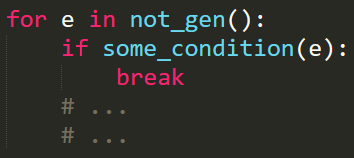 for e in not_gen():
    if some_condition(e):
        break
    # ...
    # ...